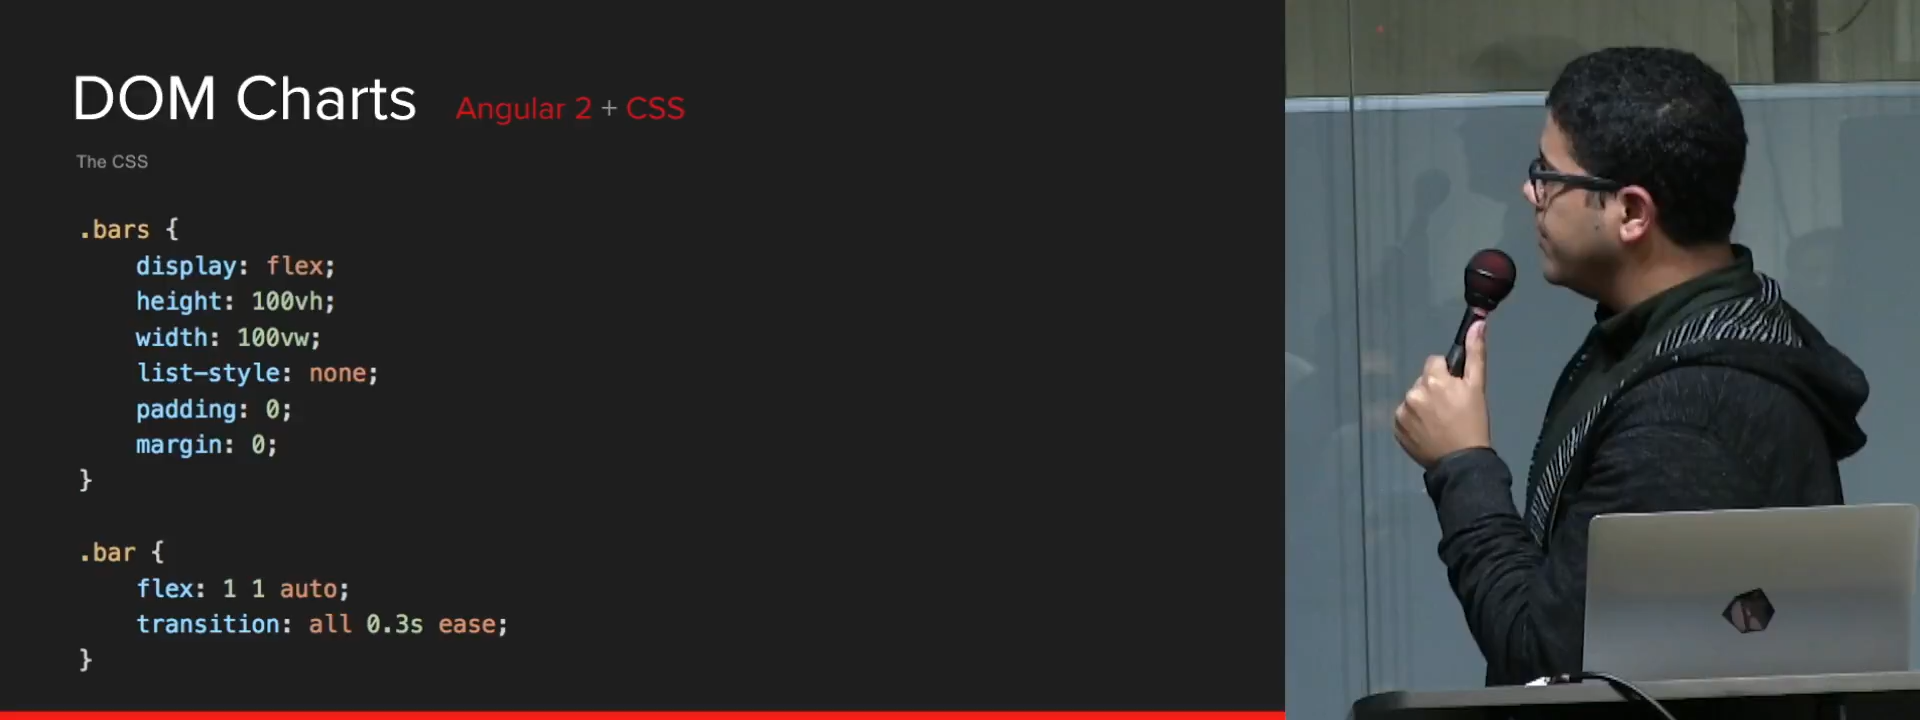 DOM Charts Angular 2 + CSS
The CSS
.bars {
    display: flex;
    height: 100vh;
    width: 100vw;
    list-style: none;
    padding: 0;
    margin: 0;
}
.bar {
    flex: 1 1 auto;
    transition: all 0.3s ease;
}